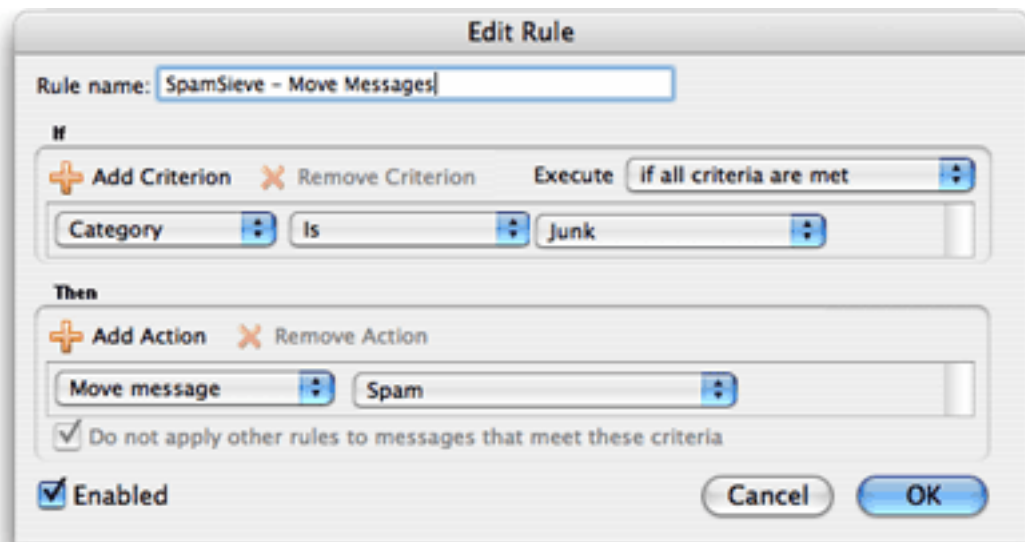 Edit Rule
Rule name: SpamSieve - Move Messages
If
Add Criterion Remove Criterion Execute if all criteria are met
Category Is Junk
Then
Add Action Remove Action
Move message Spam
Do not apply other rules to messages that meet these criteria
Enabled Cancel OK